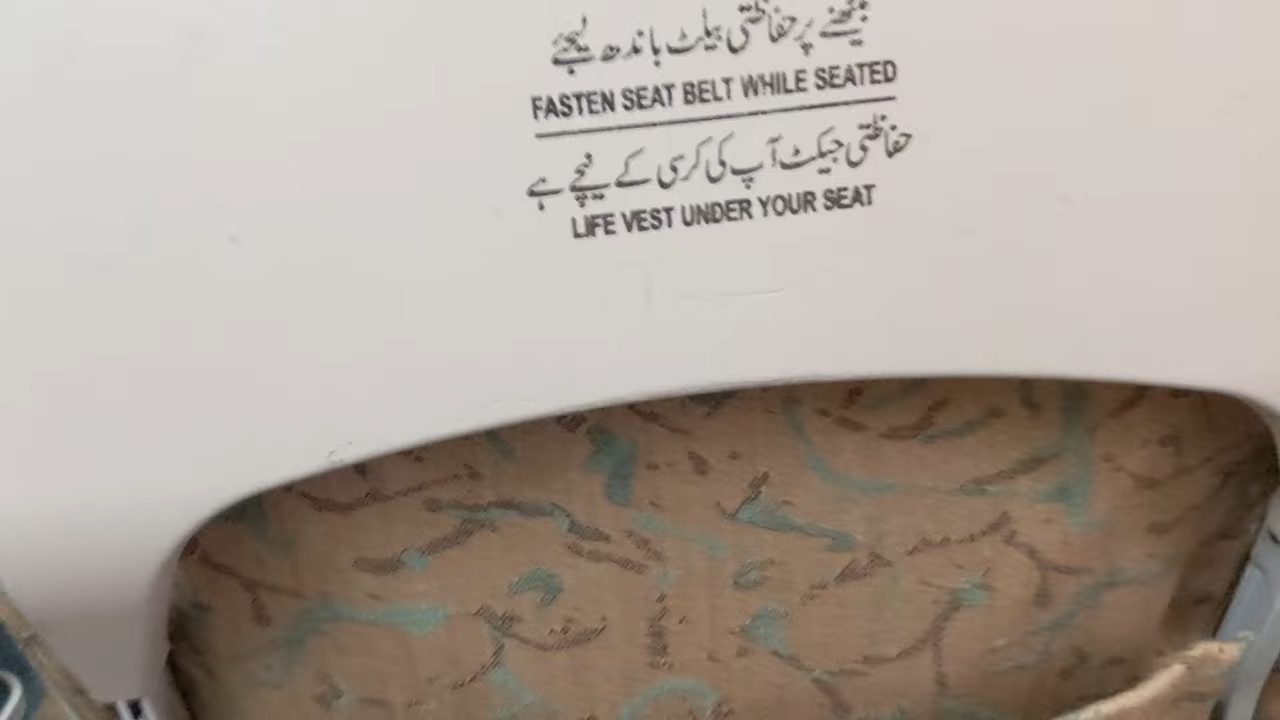 بیٹھنے پر حفاظتی بیلٹ باندھ لیجئے
FASTEN SEAT BELT WHILE SEATED
حفاظتی جیکٹ آپ کی کرسی کے نیچے ہے
LIFE VEST UNDER YOUR SEAT